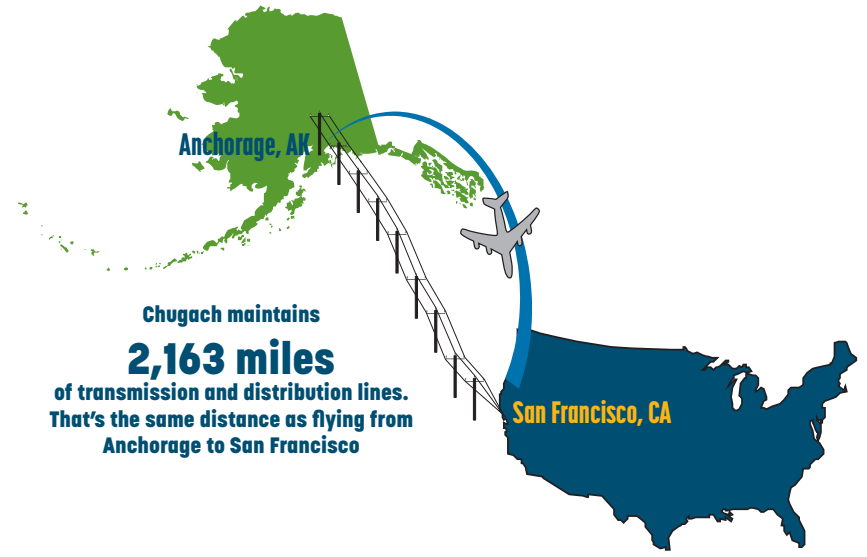 Anchorage, AK
Chugach maintains
2,163 miles
of transmission and distribution lines.
That's the same distance as flying from
Anchorage to San Francisco
San Francisco, CA